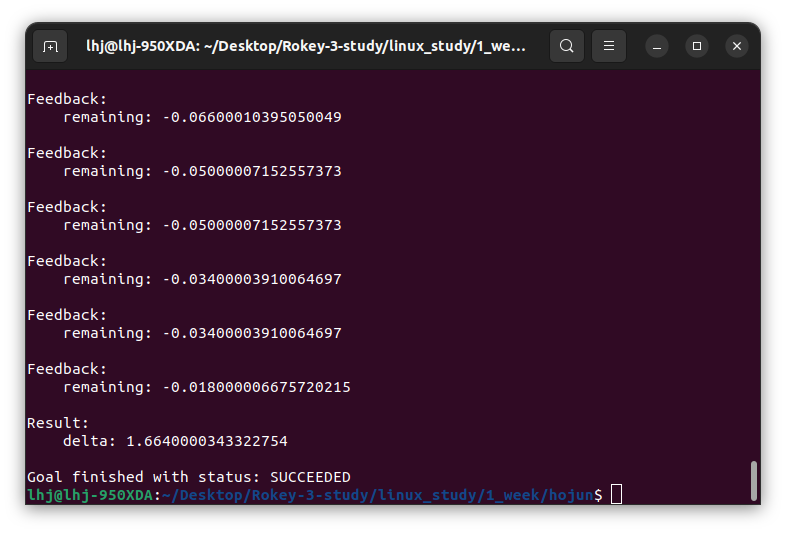 lhj@lhj-950XDA: ~/Desktop/Rokey-3-study/linux_study/1_we...
Feedback:
    remaining: -0.06600010395050049
Feedback:
    remaining: -0.05000007152557373
Feedback:
    remaining: -0.05000007152557373
Feedback:
    remaining: -0.03400003910064697
Feedback:
    remaining: -0.03400003910064697
Feedback:
    remaining: -0.018000006675720215
Result:
    delta: 1.6640000343322754
Goal finished with status: SUCCEEDED
lhj@lhj-950XDA:~/Desktop/Rokey-3-study/linux_study/1_week/hojun$